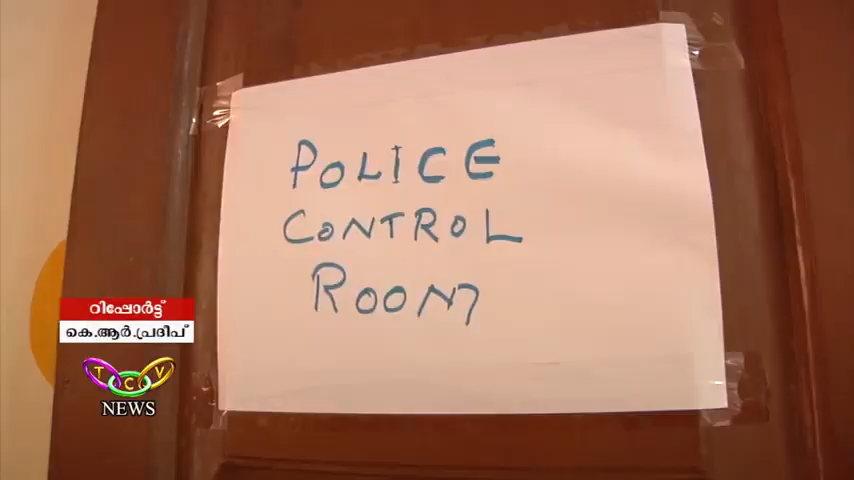 POLICE
CONTROL
ROOM
റിപ്പോർട്ട്
കെ.ആർ.പ്രദീപ്
TCV
NEWS